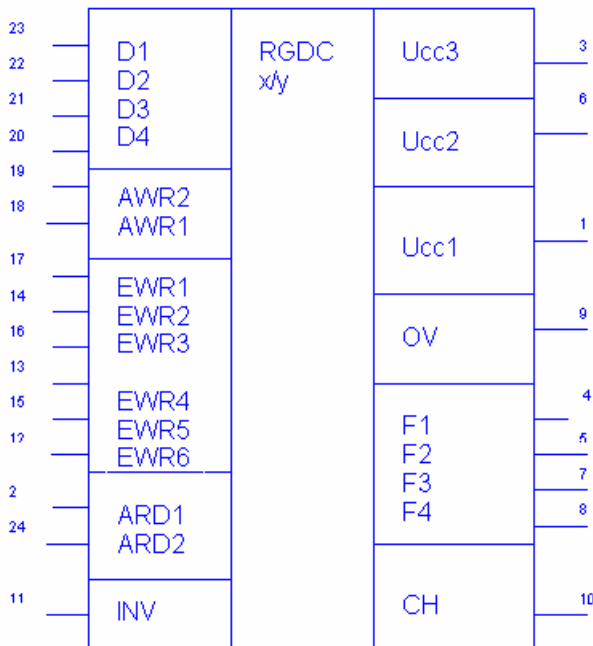 23
D1
RGDC
Ucc3
3
22
D2
x/y
21
D3
6
20
D4
Ucc2
19
AWR2
18
AWR1
1
17
Ucc1
EWR1
14
EWR2
9
16
EWR3
OV
13
4
15
EWR4
F1
12
EWR5
F2
5
EWR6
F3
7
2
ARD1
F4
8
24
ARD2
11
INV
CH
10